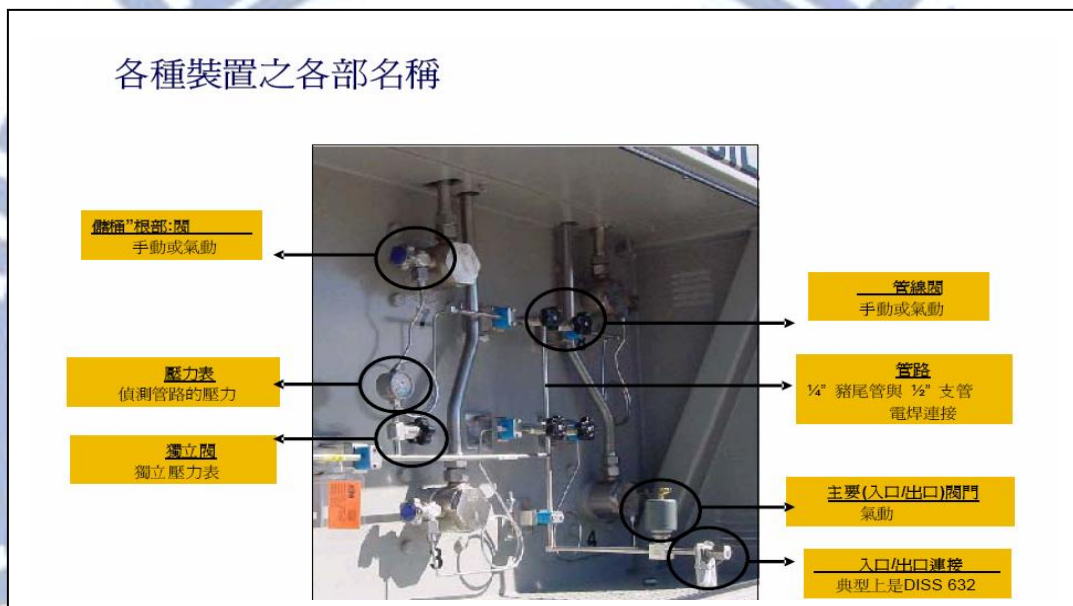 各種裝置之各部名稱
儲桶”根部:閥
手動或氣動
壓力表
偵測管路的壓力
獨立閥
獨立壓力表
管線閥
手動或氣動
管路
¼” 豬尾管與 ½” 支管
電焊連接
主要(入口/出口)閥門
氣動
入口/出口連接
典型上是DISS 632
3
4